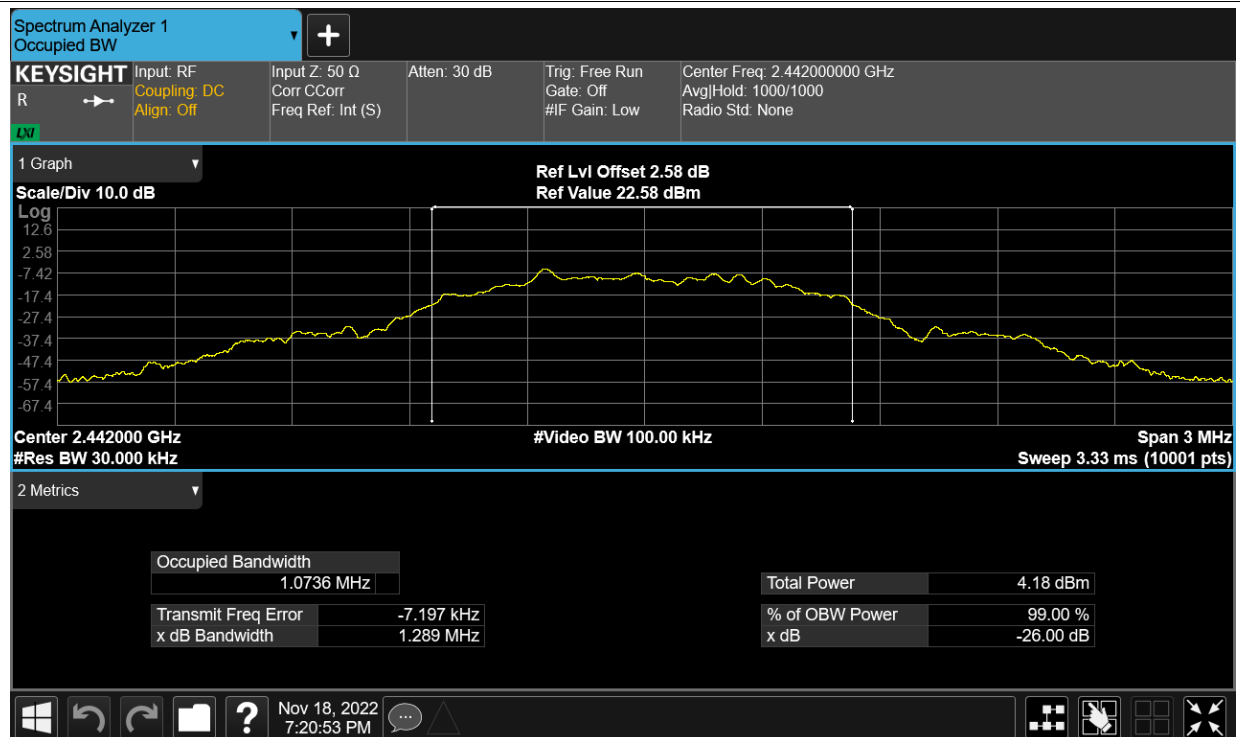 Spectrum Analyzer 1
Occupied BW
▼
+
KEYSIGHT
R
LXI
Input: RF
Coupling: DC
Align: Off
Input Z: 50 Ω
Corr CCorr
Freq Ref: Int (S)
Atten: 30 dB
Trig: Free Run
Gate: Off
#IF Gain: Low
Center Freq: 2.442000000 GHz
Avg|Hold: 1000/1000
Radio Std: None
1 Graph ▼
Scale/Div 10.0 dB
Ref Lvl Offset 2.58 dB
Ref Value 22.58 dBm
Log
12.6
2.58
-7.42
-17.4
-27.4
-37.4
-47.4
-57.4
-67.4
Center 2.442000 GHz
#Res BW 30.000 kHz
#Video BW 100.00 kHz
Span 3 MHz
Sweep 3.33 ms (10001 pts)
2 Metrics ▼
Occupied Bandwidth
1.0736 MHz
Transmit Freq Error -7.197 kHz
x dB Bandwidth 1.289 MHz
Total Power 4.18 dBm
% of OBW Power 99.00 %
x dB -26.00 dB
?
Nov 18, 2022
7:20:53 PM